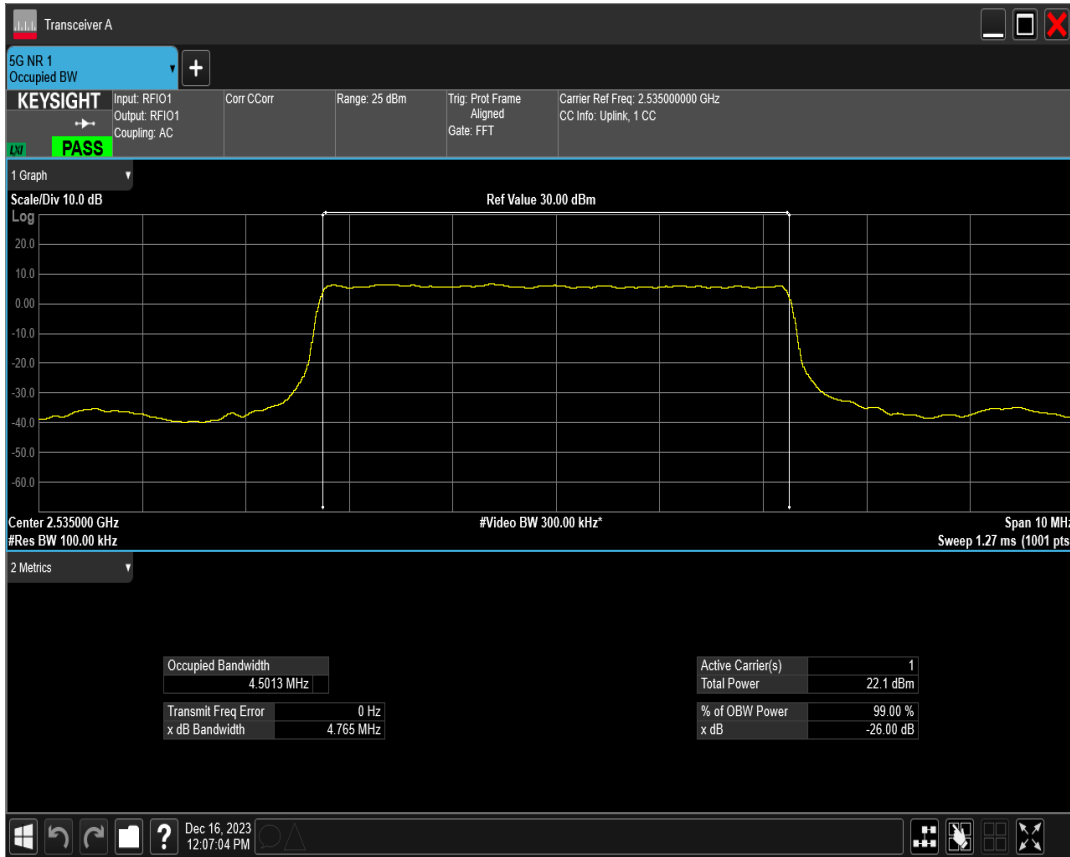 Transceiver A
5G NR 1
Occupied BW
KEYSIGHT
LXI
PASS
Input: RFIO1
Output: RFIO1
Coupling: AC
Corr CCorr
Range: 25 dBm
Trig: Prot Frame
Aligned
Gate: FFT
Carrier Ref Freq: 2.535000000 GHz
CC Info: Uplink, 1 CC
1 Graph
Scale/Div 10.0 dB
Ref Value 30.00 dBm
Log
20.0
10.0
0.00
-10.0
-20.0
-30.0
-40.0
-50.0
-60.0
Center 2.535000 GHz
#Video BW 300.00 kHz*
Span 10 MHz
#Res BW 100.00 kHz
Sweep 1.27 ms (1001 pts
2 Metrics
Occupied Bandwidth
4.5013 MHz
Transmit Freq Error 0 Hz
x dB Bandwidth 4.765 MHz
Active Carrier(s) 1
Total Power 22.1 dBm
% of OBW Power 99.00 %
x dB -26.00 dB
Dec 16, 2023
12:07:04 PM